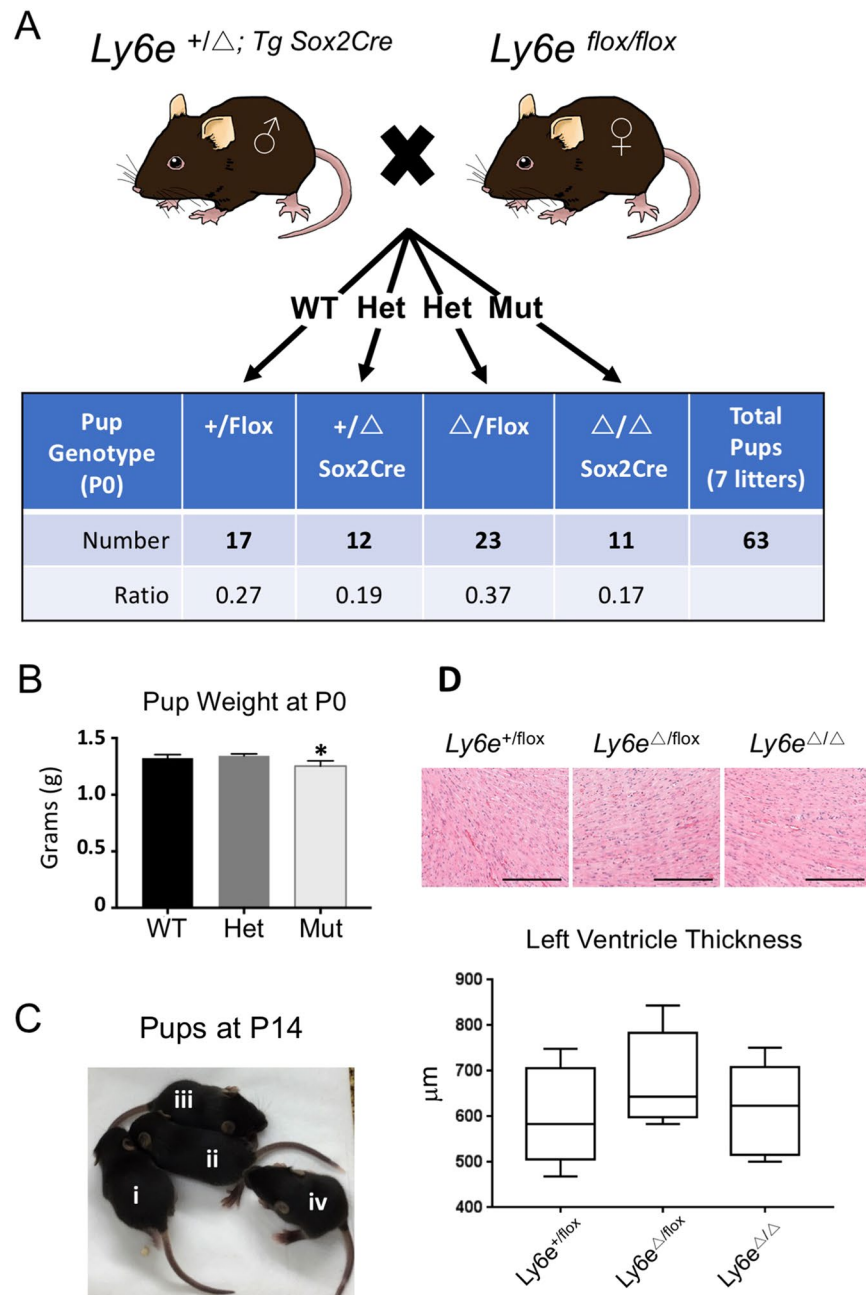 A
Ly6e +/△; Tg Sox2Cre
Ly6e flox/flox
♂
♀
WT Het Het Mut
Pup Genotype (P0) +/Flox +/△ Sox2Cre △/Flox △/△ Sox2Cre Total Pups (7 litters)
Number 17 12 23 11 63
Ratio 0.27 0.19 0.37 0.17
B
Pup Weight at P0
Grams (g)
1.5
1.0
0.5
0
*
WT Het Mut
C
Pups at P14
iii
ii
i
iv
D
Ly6e+/flox Ly6e△/flox Ly6e△/△
Left Ventricle Thickness
μm
900
800
700
600
500
400
Ly6e+/flox
Ly6e△/flox
Ly6e△/△